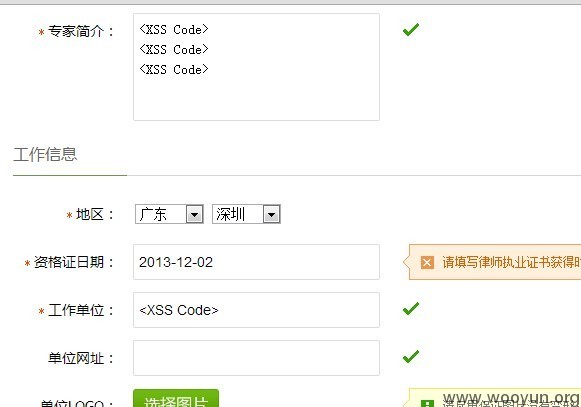 * 专家简介：
<XSS Code>
<XSS Code>
<XSS Code>
工作信息
* 地区： 广东 深圳
* 资格证日期： 2013-12-02 请填写律师执业证书获得时
* 工作单位： <XSS Code>
单位网址：
单位LOGO： 选择图片
www.wooyun.org